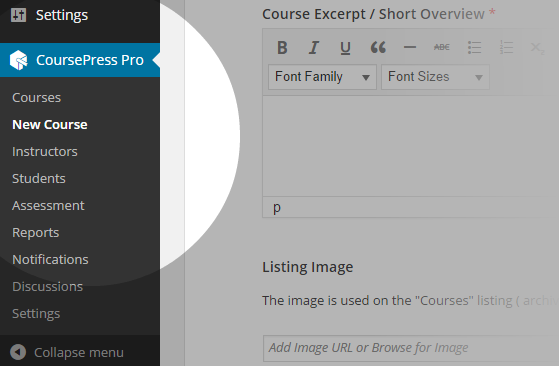 Settings
CoursePress Pro
Courses
New Course
Instructors
Students
Assessment
Reports
Notifications
Discussions
Settings
Collapse menu
Course Excerpt / Short Overview *
B I U ABC
Font Family Font Sizes
p
Listing Image
The image is used on the "Courses" listing ( archive
Add Image URL or Browse for Image